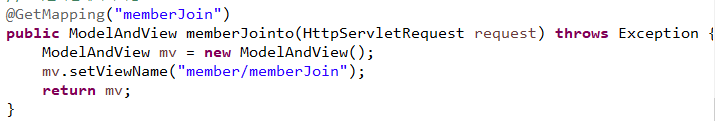 @GetMapping("memberJoin")
public ModelAndView memberJointo(HttpServletRequest request) throws Exception {
    ModelAndView mv = new ModelAndView();
    mv.setViewName("member/memberJoin");
    return mv;
}